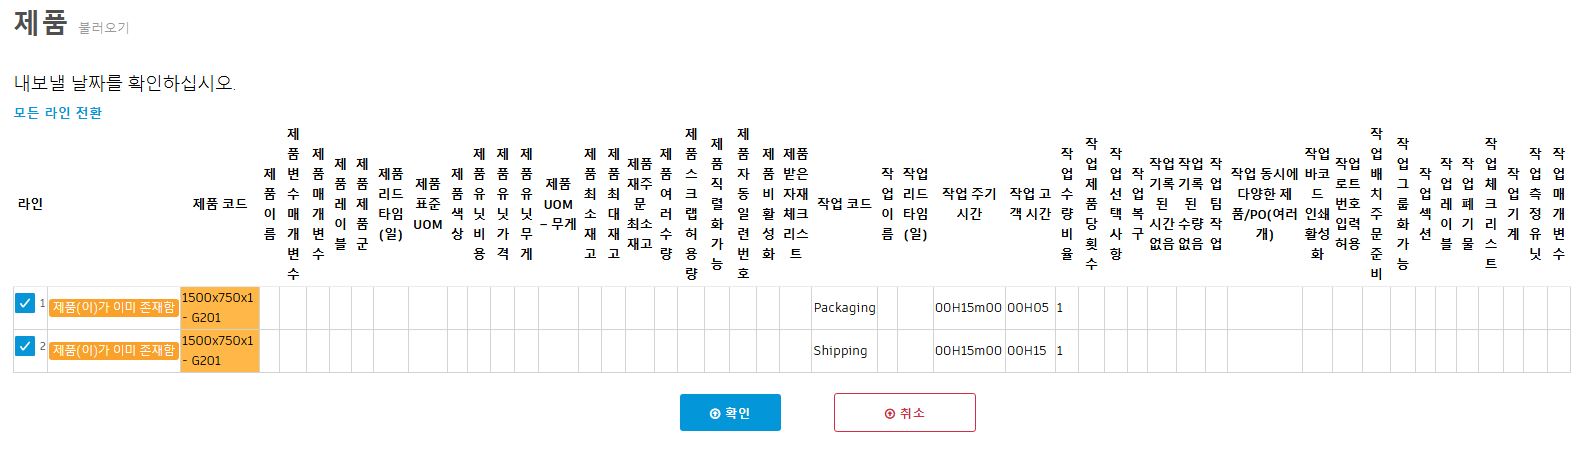 제품 불러오기
내보낼 날짜를 확인하십시오.
모든 라인 전환
라인
제품 코드
제품 이름
제품 변수 매개 변수
제품 매개 변수
제품 레이블
제품 제품군
제품 리드 타임 (일)
제품 표준 UOM
제품 색상
제품 유닛 비용
제품 유닛 가격
제품 유닛 무게
제품 UOM – 무게
제품 최소 재고
제품 최대 재고
제품 재주문 최소 재고
제품 여러 수량
제품 스크랩 허용량
제품 직렬화 가능
제품 자동 일련 번호
제품 비활성화
제품 받은 자재 체크리스트
작업 코드
작업 이름
작업 리드 타임 (일)
작업 주기 시간
작업 고객 시간
작업 수량 비율
작업 제품당 횟수
작업 선택 사항
작업 복구
작업 기록된 시간 없음
작업 기록된 수량 없음
작업 팀 작업
작업 동시에 다양한 제품/PO(여러 개)
작업 바코드 인쇄 활성화
작업 로트 번호 입력 허용
작업 배치 주문 준비
작업 그룹화 가능
작업 섹션
작업 레이블
작업 폐기물
작업 체크리스트
작업 기계
작업 측정 유닛
작업 매개 변수
1 제품(이)가 이미 존재함 1500x750x1 - G201 Packaging 00H15m00 00H05 1
2 제품(이)가 이미 존재함 1500x750x1 - G201 Shipping 00H15m00 00H15 1
확인 취소